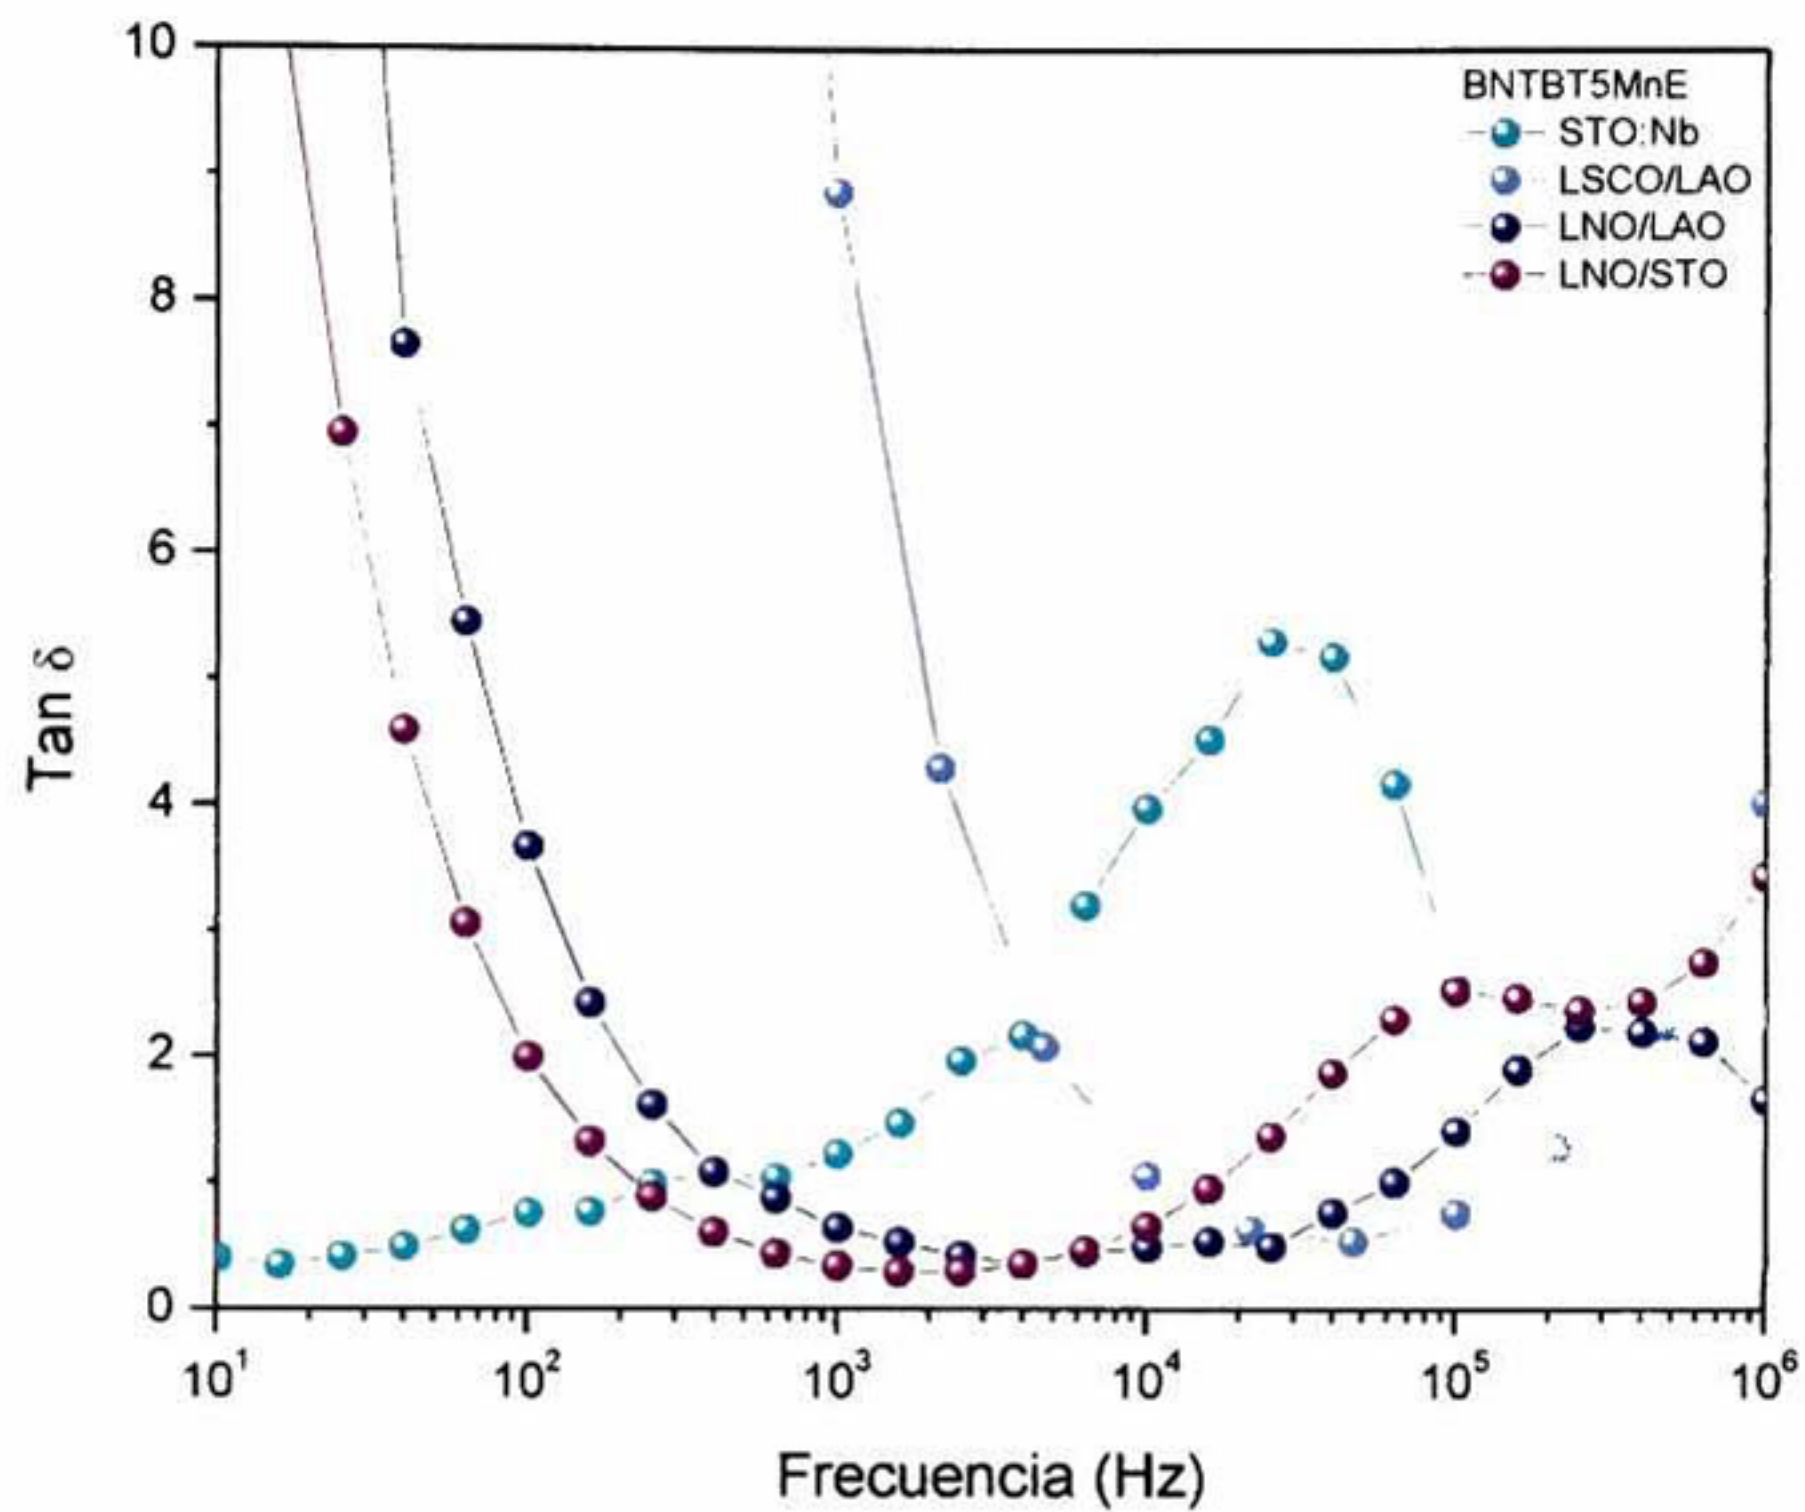 10
8
6
4
2
0
Tan δ
BNTBT5MnE
STO:Nb
LSCO/LAO
LNO/LAO
LNO/STO
10¹ 10² 10³ 10⁴ 10⁵ 10⁶
Frecuencia (Hz)